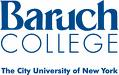 Baruch
COLLEGE
The City University of New York